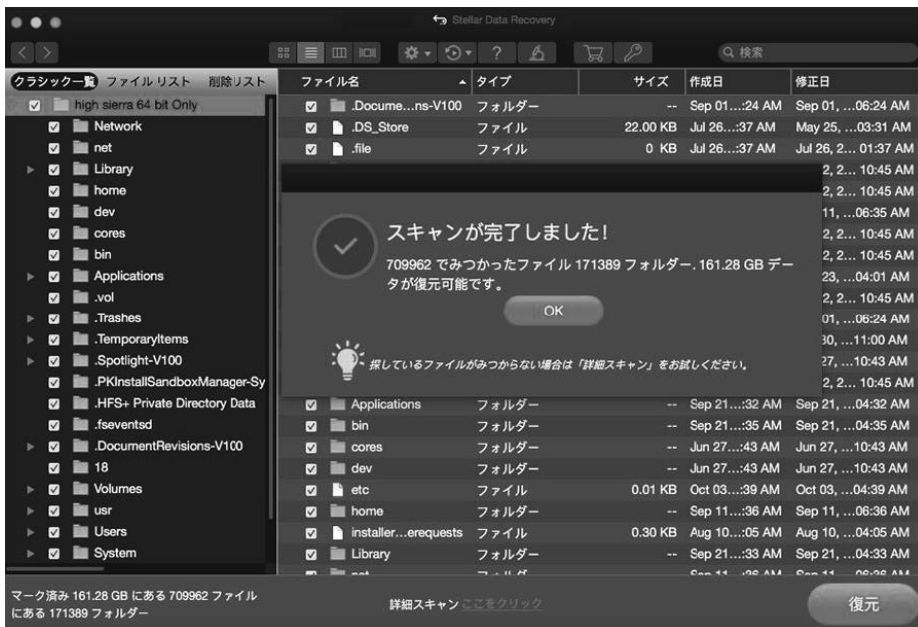 Stellar Data Recovery
検索
クラシック一覧 ファイル リスト 削除リスト
ファイル名 タイプ サイズ 作成日 修正日
high sierra 64 bit Only
Network
net
Library
home
dev
cores
bin
Applications
.vol
.Trashes
.TemporaryItems
.Spotlight-V100
.PKInstallSandboxManager-Sy
.HFS+ Private Directory Data
.fseventsd
.DocumentRevisions-V100
18
Volumes
usr
Users
System
.Docume...ns-V100 フォルダー -- Sep 01...:24 AM Sep 01, ...06:24 AM
.DS_Store ファイル 22.00 KB Jul 26...:37 AM May 25, ...03:31 AM
.file ファイル 0 KB Jul 26...:37 AM Jul 26, 2... 01:37 AM
2, 2... 10:45 AM
2, 2... 10:45 AM
11, ...06:35 AM
2, 2... 10:45 AM
2, 2... 10:45 AM
23, ...04:01 AM
2, 2... 10:45 AM
01, ...06:24 AM
30, ...11:00 AM
27, ...10:43 AM
2, 2... 10:45 AM
スキャンが完了しました!
709962 でみつかったファイル 171389 フォルダー. 161.28 GB デー
タが復元可能です。
OK
探しているファイルがみつからない場合は「詳細スキャン」をお試しください。
Applications フォルダー -- Sep 21...:32 AM Sep 21, ...04:32 AM
bin フォルダー -- Sep 21...:35 AM Sep 21, ...04:35 AM
cores フォルダー -- Jun 27...:43 AM Jun 27, ...10:43 AM
dev フォルダー -- Jun 27...:43 AM Jun 27, ...10:43 AM
etc ファイル 0.01 KB Oct 03...:39 AM Oct 03, ...04:39 AM
home フォルダー -- Sep 11...:36 AM Sep 11, ...06:36 AM
installer...erequests ファイル 0.30 KB Aug 10...:05 AM Aug 10, ...04:05 AM
Library フォルダー -- Sep 21...:33 AM Sep 21, ...04:33 AM
マーク済み 161.28 GB にある 709962 ファイル
にある 171389 フォルダー
詳細スキャン ここをクリック
復元